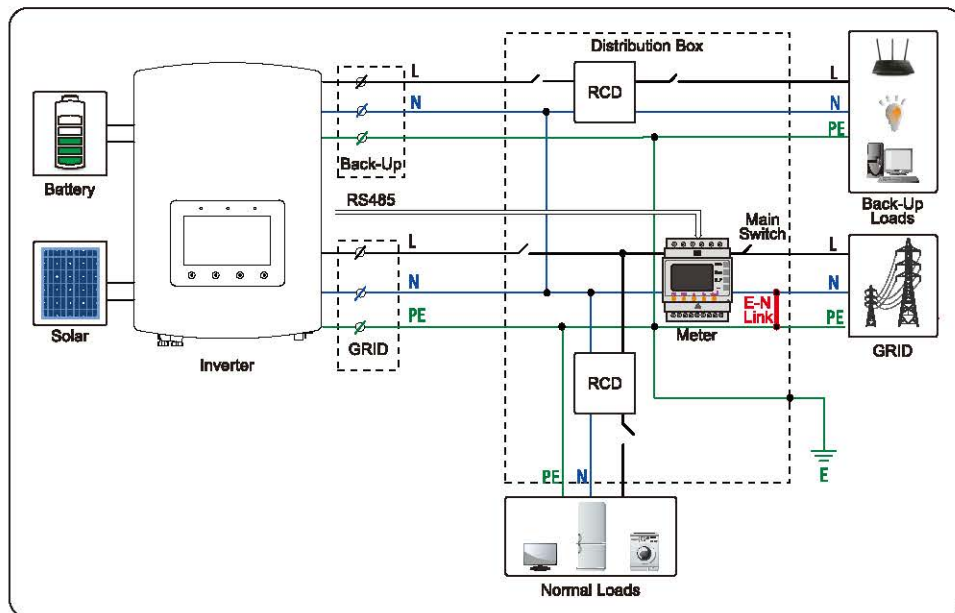 Distribution Box
L
RCD
L
N
N
PE
Back-Up
Battery
RS485
Back-Up
Loads
Main
Switch
L
L
N
N
PE
E-N
Link
PE
Meter
Solar
Inverter
GRID
GRID
RCD
PE
N
E
Normal Loads